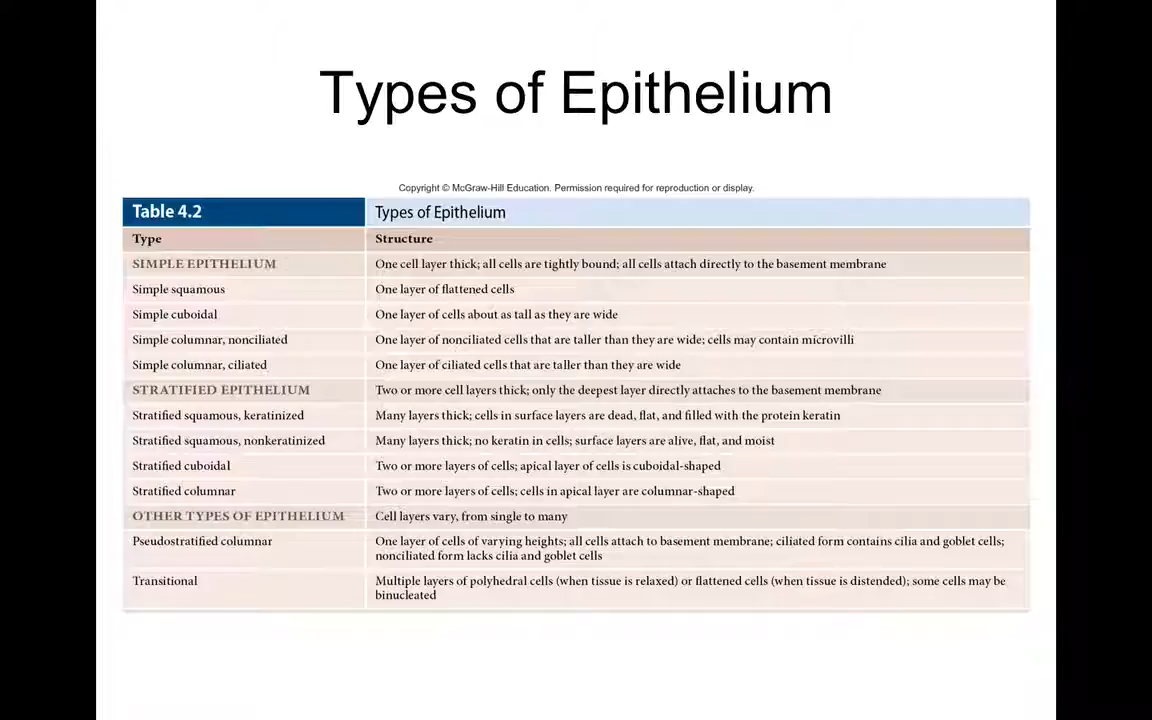 Types of Epithelium
Copyright © McGraw-Hill Education. Permission required for reproduction or display.
Table 4.2 Types of Epithelium
Type Structure
SIMPLE EPITHELIUM One cell layer thick; all cells are tightly bound; all cells attach directly to the basement membrane
Simple squamous One layer of flattened cells
Simple cuboidal One layer of cells about as tall as they are wide
Simple columnar, nonciliated One layer of nonciliated cells that are taller than they are wide; cells may contain microvilli
Simple columnar, ciliated One layer of ciliated cells that are taller than they are wide
STRATIFIED EPITHELIUM Two or more cell layers thick; only the deepest layer directly attaches to the basement membrane
Stratified squamous, keratinized Many layers thick; cells in surface layers are dead, flat, and filled with the protein keratin
Stratified squamous, nonkeratinized Many layers thick; no keratin in cells; surface layers are alive, flat, and moist
Stratified cuboidal Two or more layers of cells; apical layer of cells is cuboidal-shaped
Stratified columnar Two or more layers of cells; cells in apical layer are columnar-shaped
OTHER TYPES OF EPITHELIUM Cell layers vary, from single to many
Pseudostratified columnar One layer of cells of varying heights; all cells attach to basement membrane; ciliated form contains cilia and goblet cells;
nonciliated form lacks cilia and goblet cells
Transitional Multiple layers of polyhedral cells (when tissue is relaxed) or flattened cells (when tissue is distended); some cells may be
binucleated